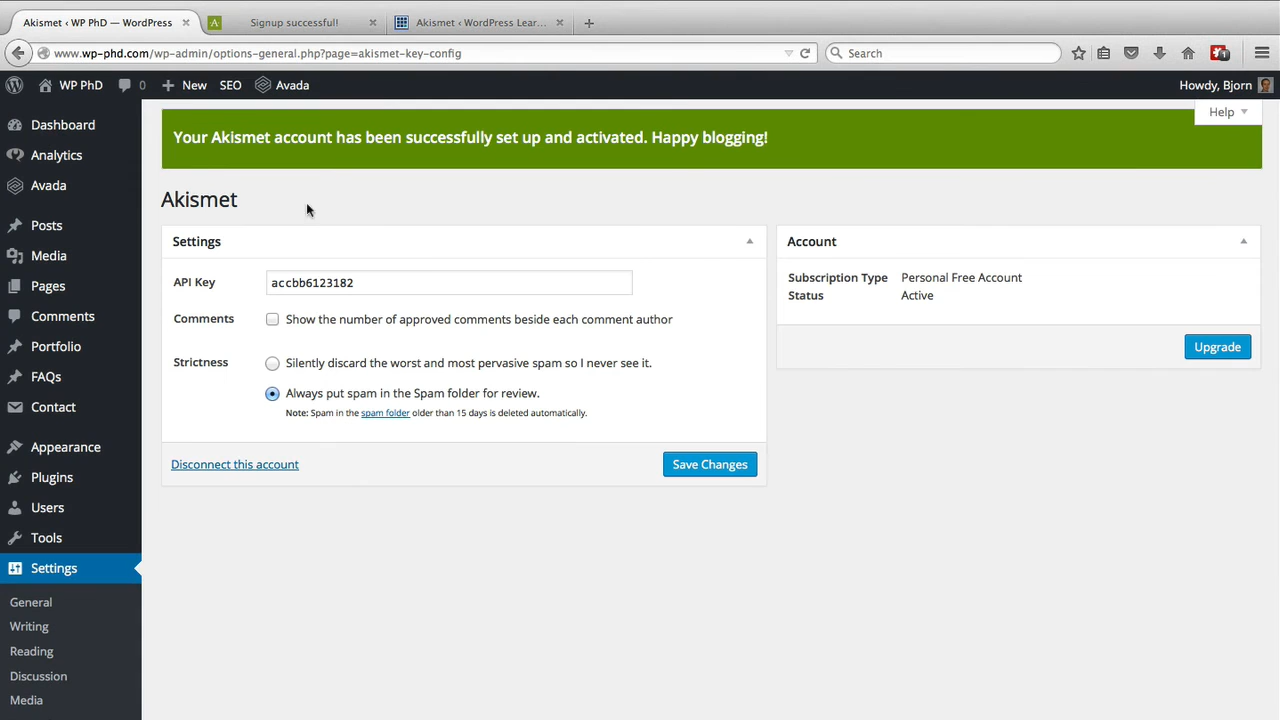 Akismet ‹ WP PhD — WordPress
Signup successful!
Akismet ‹ WordPress Lear...
www.wp-phd.com/wp-admin/options-general.php?page=akismet-key-config
Search
1
WP PhD
0
New
SEO
Avada
Howdy, Bjorn
Help
Dashboard
Analytics
Avada
Posts
Media
Pages
Comments
Portfolio
FAQs
Contact
Appearance
Plugins
Users
Tools
Settings
General
Writing
Reading
Discussion
Media
Your Akismet account has been successfully set up and activated. Happy blogging!
Akismet
Settings
API Key
accbb6123182
Comments
Show the number of approved comments beside each comment author
Strictness
Silently discard the worst and most pervasive spam so I never see it.
Always put spam in the Spam folder for review.
Note: Spam in the spam folder older than 15 days is deleted automatically.
Disconnect this account
Save Changes
Account
Subscription Type Personal Free Account
Status Active
Upgrade